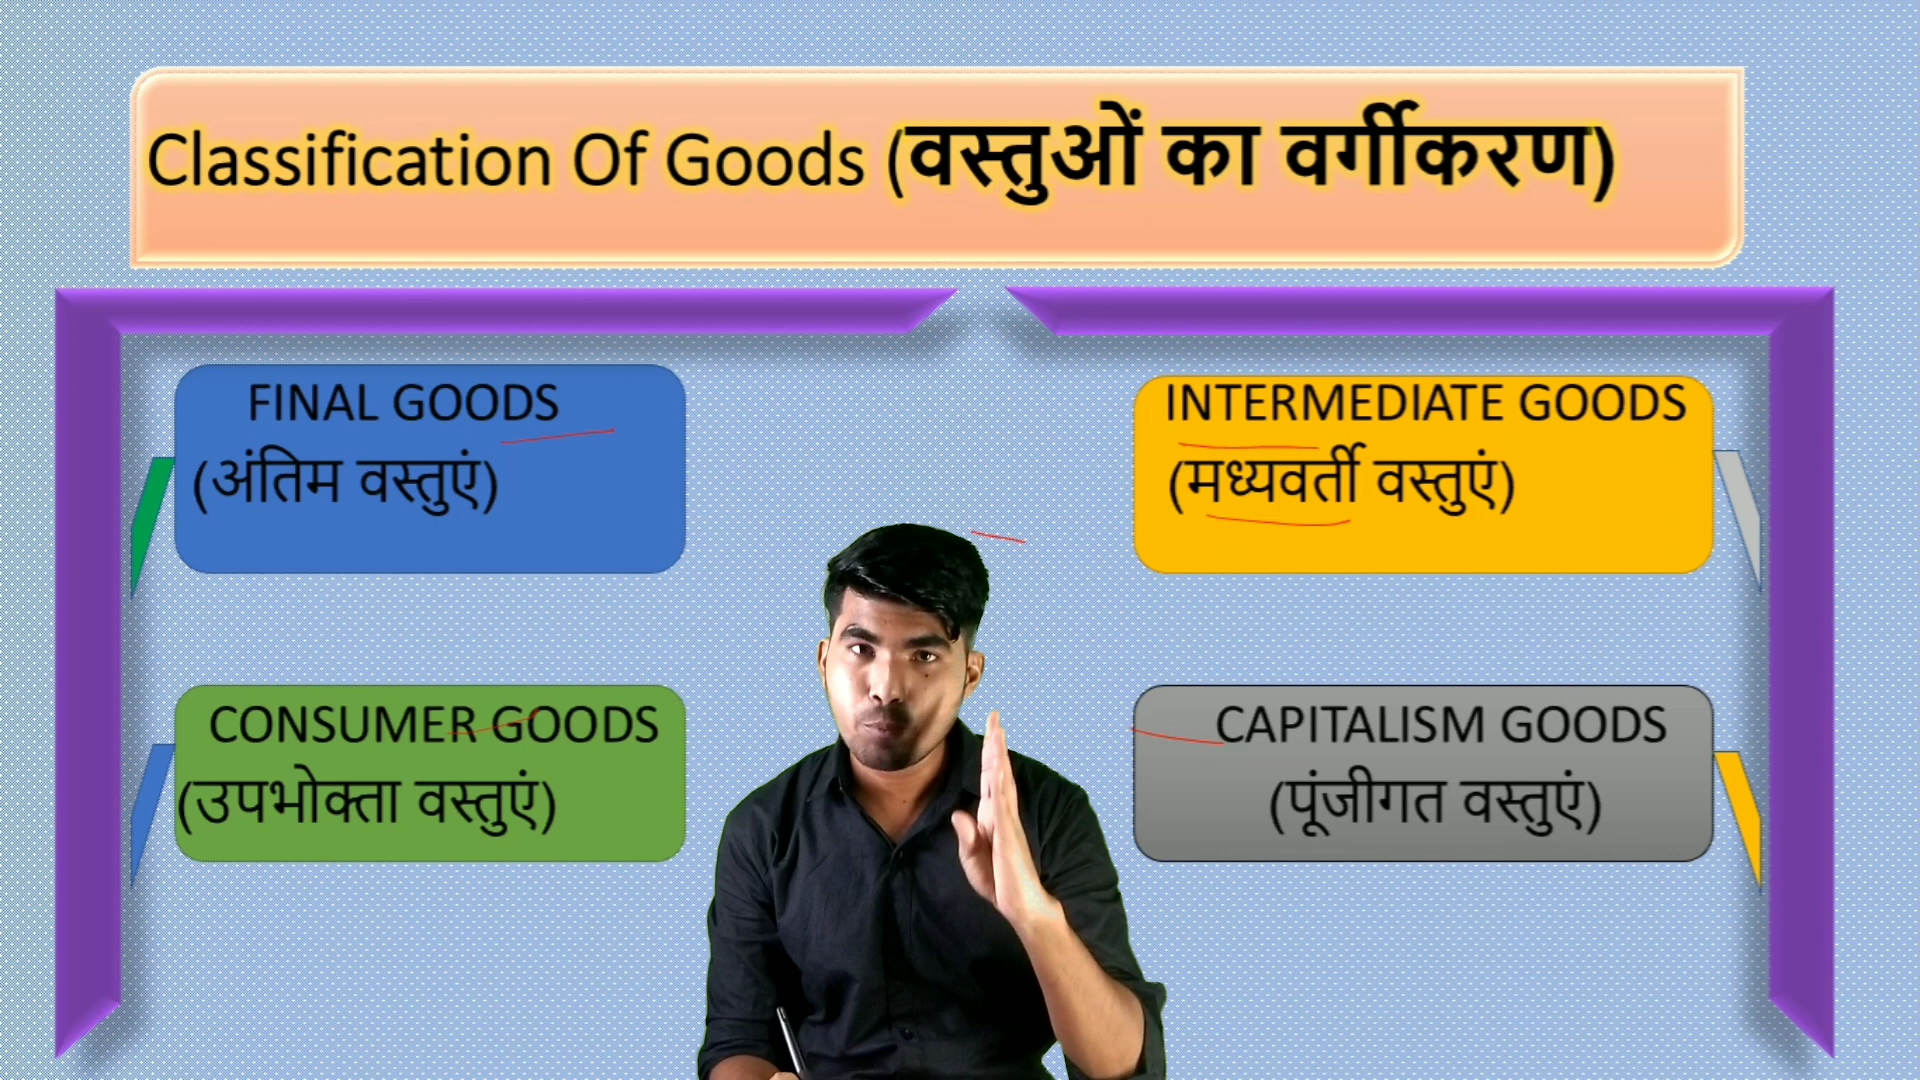 Classification Of Goods (वस्तुओं का वर्गीकरण)
FINAL GOODS
(अंतिम वस्तुएं)
INTERMEDIATE GOODS
(मध्यवर्ती वस्तुएं)
CONSUMER GOODS
(उपभोक्ता वस्तुएं)
CAPITALISM GOODS
(पूंजीगत वस्तुएं)